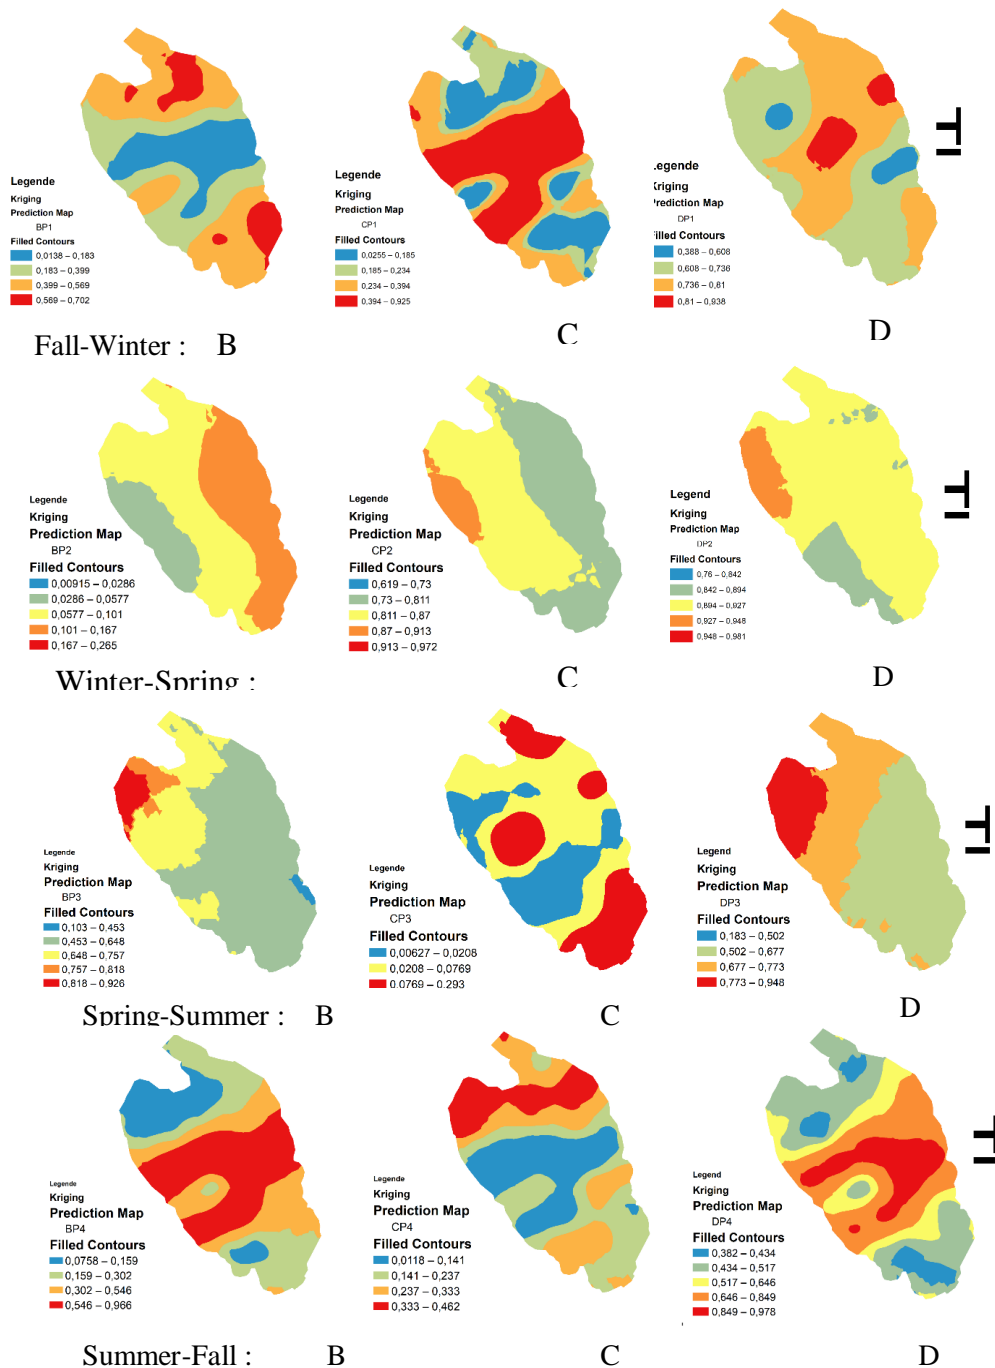 Legende
Kriging
Prediction Map
BP1
Filled Contours
0,0138 – 0,183
0,183 – 0,399
0,399 – 0,569
0,569 – 0,702
Legende
Kriging
Prediction Map
CP1
Filled Contours
0,0255 – 0,185
0,185 – 0,234
0,234 – 0,394
0,394 – 0,925
Legende
Kriging
Prediction Map
DP1
Filled Contours
0,388 – 0,608
0,608 – 0,736
0,736 – 0,81
0,81 – 0,938
Fall-Winter : B C D
Legende
Kriging
Prediction Map
BP2
Filled Contours
0,00915 – 0,0286
0,0286 – 0,0577
0,0577 – 0,101
0,101 – 0,167
0,167 – 0,265
Legende
Kriging
Prediction Map
CP2
Filled Contours
0,619 – 0,73
0,73 – 0,811
0,811 – 0,87
0,87 – 0,913
0,913 – 0,972
Legend
Kriging
Prediction Map
DP2
Filled Contours
0,76 – 0,842
0,842 – 0,894
0,894 – 0,927
0,927 – 0,948
0,948 – 0,981
Winter-Spring : C D
Legende
Kriging
Prediction Map
BP3
Filled Contours
0,103 – 0,453
0,453 – 0,648
0,648 – 0,757
0,757 – 0,818
0,818 – 0,926
Legende
Kriging
Prediction Map
CP3
Filled Contours
0,00627 – 0,0208
0,0208 – 0,0769
0,0769 – 0,293
Legend
Kriging
Prediction Map
DP3
Filled Contours
0,183 – 0,502
0,502 – 0,677
0,677 – 0,773
0,773 – 0,948
Spring-Summer : B C D
Legende
Kriging
Prediction Map
BP4
Filled Contours
0,0758 – 0,159
0,159 – 0,302
0,302 – 0,546
0,546 – 0,966
Legende
Kriging
Prediction Map
CP4
Filled Contours
0,0118 – 0,141
0,141 – 0,237
0,237 – 0,333
0,333 – 0,462
Legend
Kriging
Prediction Map
DP4
Filled Contours
0,382 – 0,434
0,434 – 0,517
0,517 – 0,646
0,646 – 0,849
0,849 – 0,978
Summer-Fall : B C D